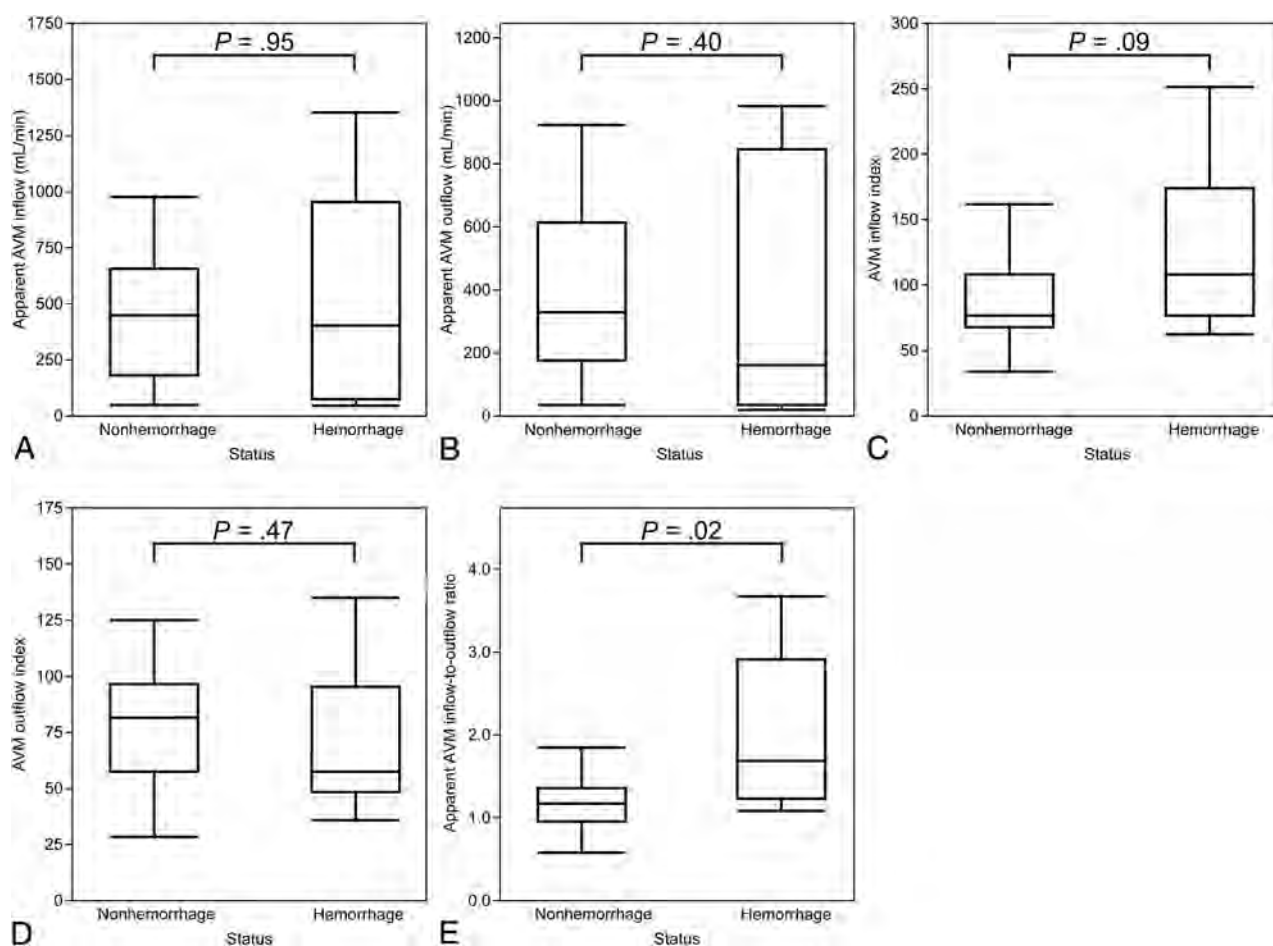 P = .95
Apparent AVM inflow (mL/min)
1750
1500
1250
1000
750
500
250
0
Nonhemorrhage Hemorrhage
Status
A
P = .40
Apparent AVM outflow (mL/min)
1200
1000
800
600
400
200
0
Nonhemorrhage Hemorrhage
Status
B
P = .09
AVM inflow index
300
250
200
150
100
50
0
Nonhemorrhage Hemorrhage
Status
C
P = .47
AVM outflow index
175
150
125
100
75
50
25
0
Nonhemorrhage Hemorrhage
Status
D
P = .02
Apparent AVM inflow-to-outflow ratio
4.0
3.0
2.0
1.0
0.0
Nonhemorrhage Hemorrhage
Status
E